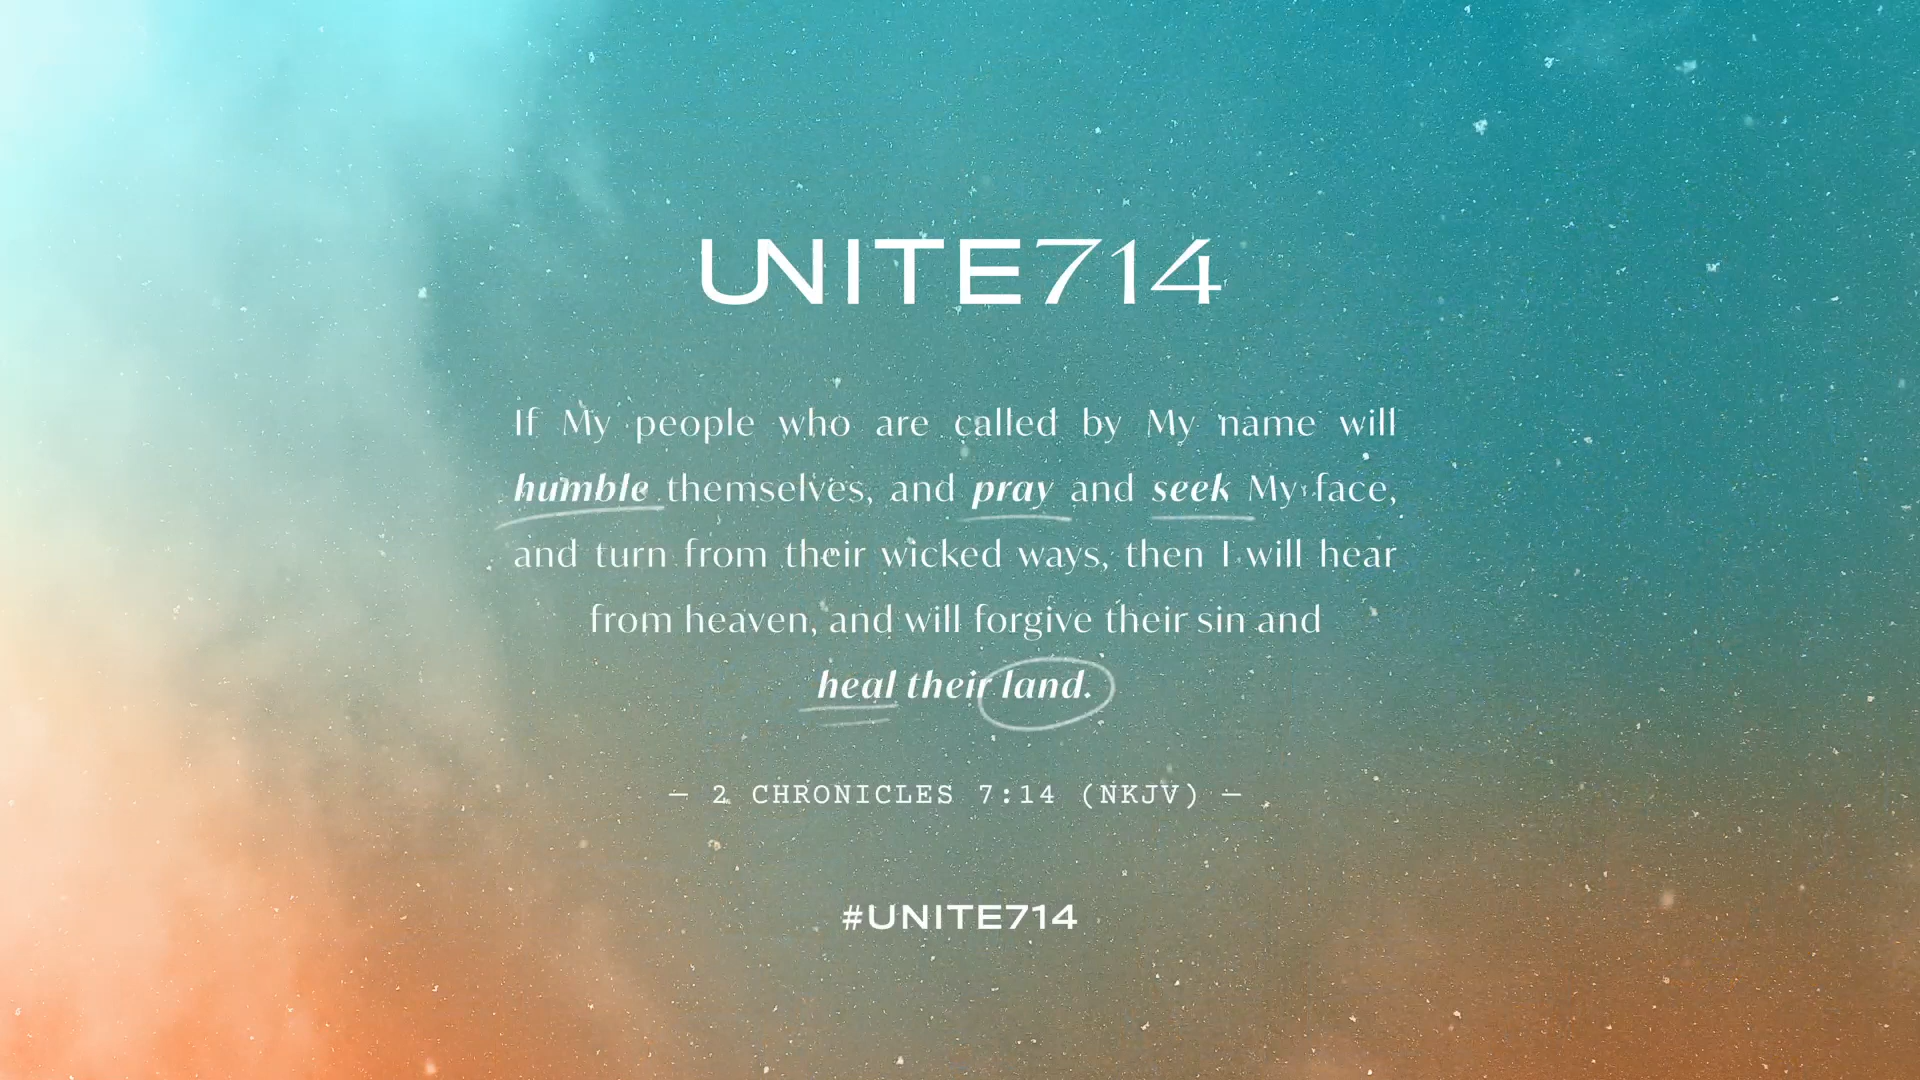 UNITE714
If My people who are called by My name will
humble themselves, and pray and seek My face,
and turn from their wicked ways, then I will hear
from heaven, and will forgive their sin and
heal their land.
— 2 CHRONICLES 7:14 (NKJV) —
#UNITE714